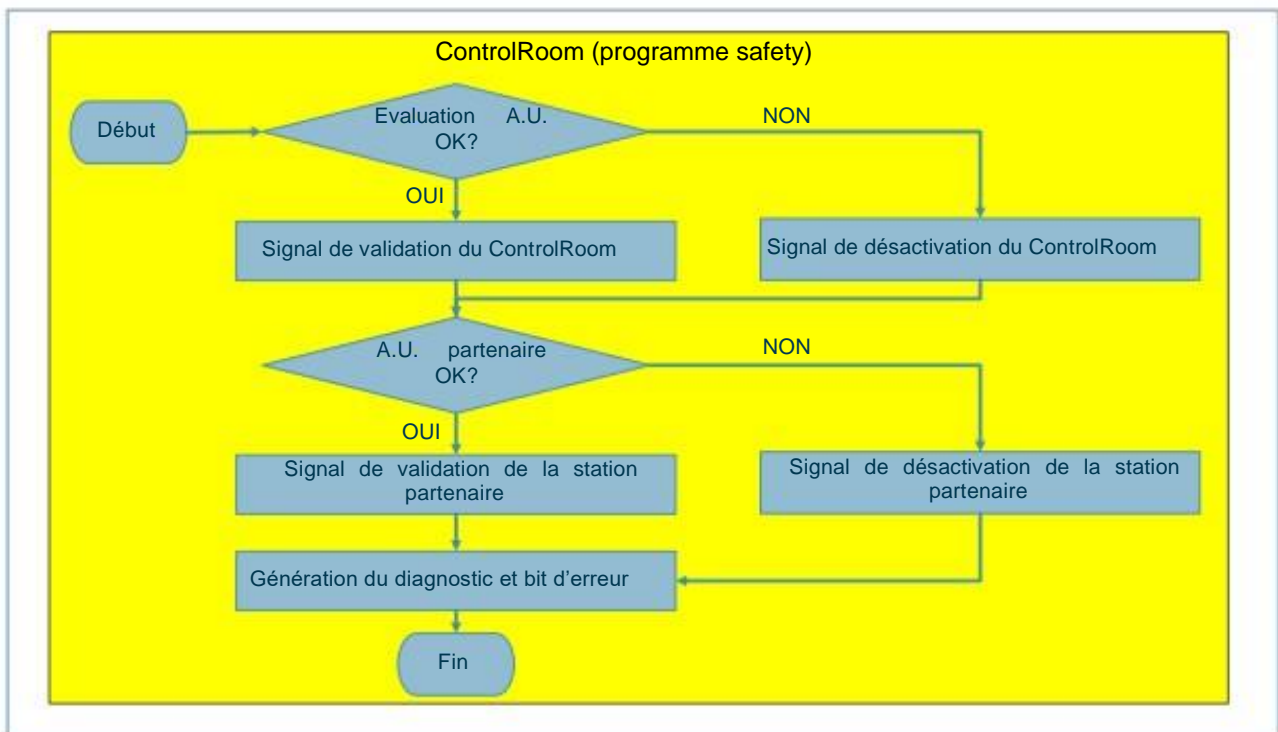 ControlRoom (programme safety)
Début
Evaluation A.U.
OK?
NON
OUI
Signal de validation du ControlRoom
Signal de désactivation du ControlRoom
A.U. partenaire
OK?
NON
OUI
Signal de validation de la station
partenaire
Signal de désactivation de la station
partenaire
Génération du diagnostic et bit d'erreur
Fin